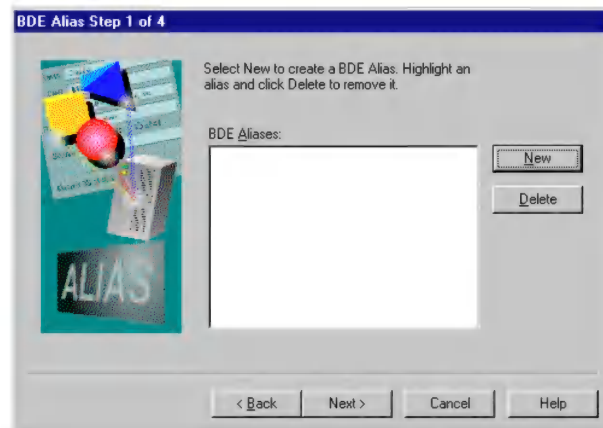 BDE Alias Step 1 of 4
Select New to create a BDE Alias. Highlight an
alias and click Delete to remove it.
BDE Aliases:
New
Delete
ALIAS
< Back
Next >
Cancel
Help